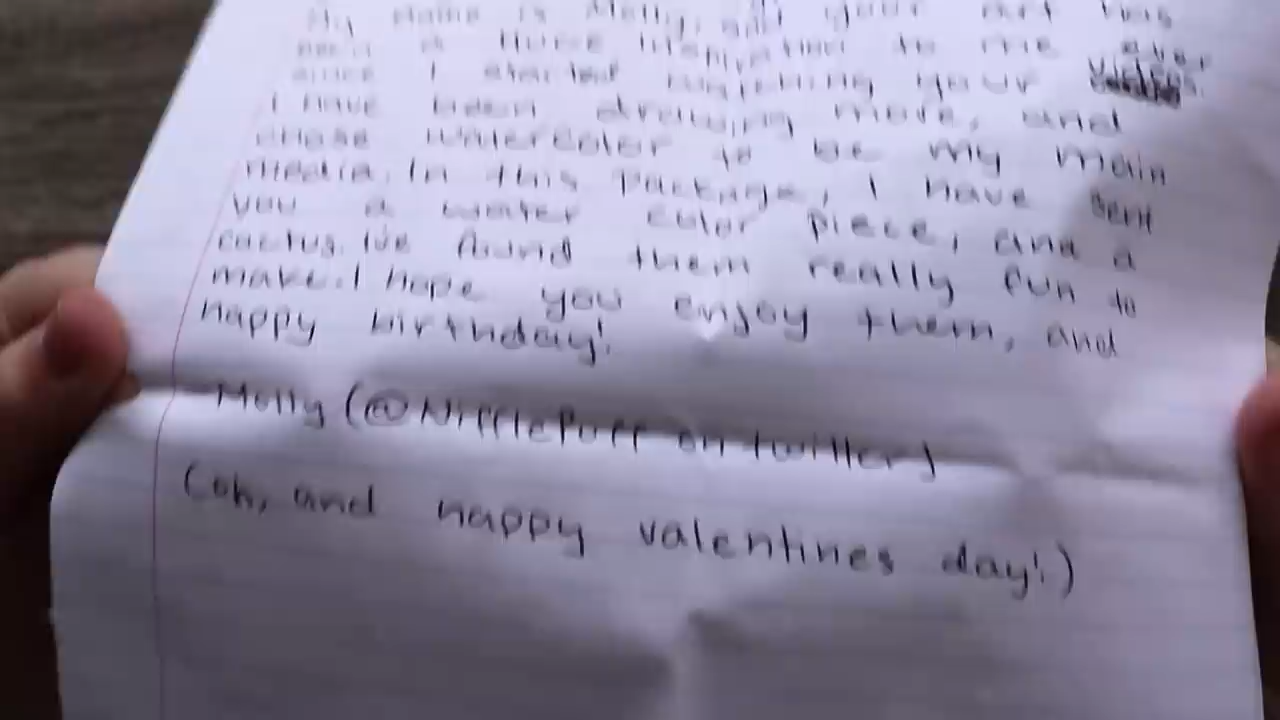 My name is Molly, and your art has
been a huge inspiration to me ever
since I started watching your videos.
I have been drawing more, and
chose watercolor to be my main
media. In this package, I have sent
you a water color piece, and a
cactus. I've found them really fun to
make. I hope you enjoy them, and
happy birthday!
Molly (@NifflePuff on twitter)
(oh, and happy valentines day!)